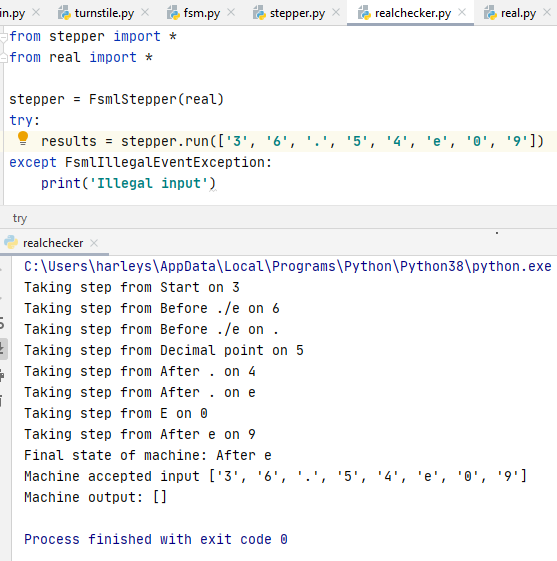 in.py turnstile.py fsm.py stepper.py realchecker.py real.py
from stepper import *
from real import *
stepper = FsmlStepper(real)
try:
    results = stepper.run(['3', '6', '.', '5', '4', 'e', '0', '9'])
except FsmlIllegalEventException:
    print('Illegal input')
try
realchecker
C:\Users\harleys\AppData\Local\Programs\Python\Python38\python.exe
Taking step from Start on 3
Taking step from Before ./e on 6
Taking step from Before ./e on .
Taking step from Decimal point on 5
Taking step from After . on 4
Taking step from After . on e
Taking step from E on 0
Taking step from After e on 9
Final state of machine: After e
Machine accepted input ['3', '6', '.', '5', '4', 'e', '0', '9']
Machine output: []
Process finished with exit code 0